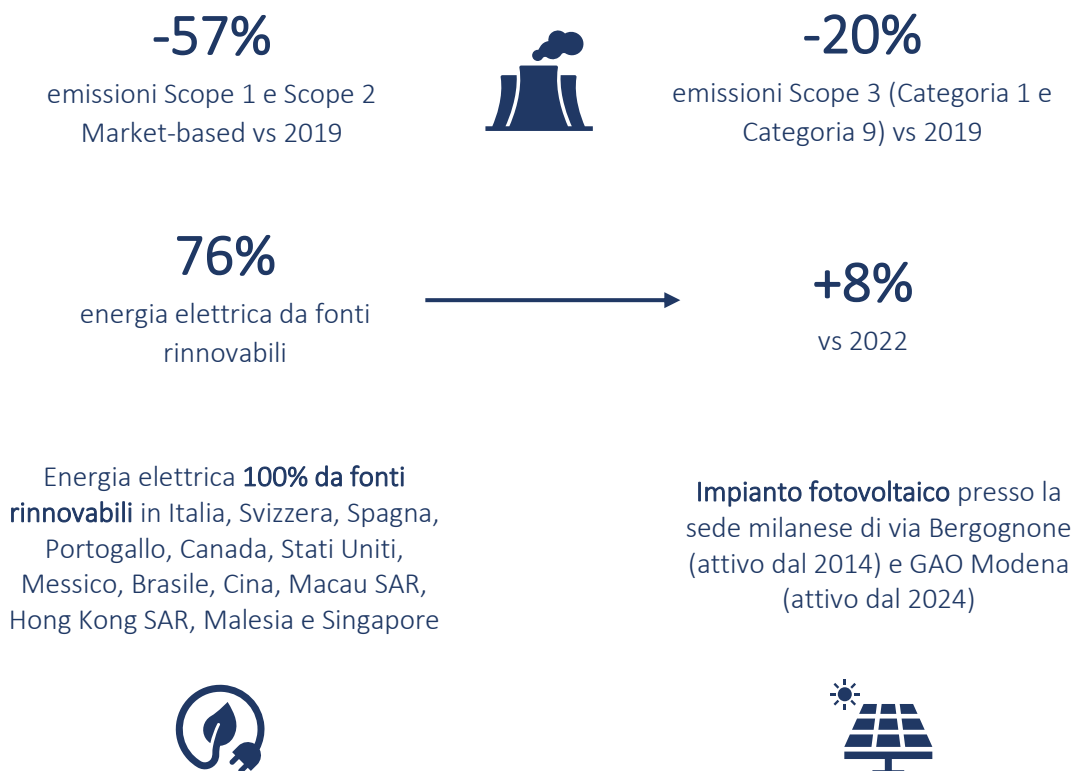 -57%
emissioni Scope 1 e Scope 2
Market-based vs 2019
-20%
emissioni Scope 3 (Categoria 1 e
Categoria 9) vs 2019
76%
energia elettrica da fonti
rinnovabili
+8%
vs 2022
Energia elettrica 100% da fonti
rinnovabili in Italia, Svizzera, Spagna,
Portogallo, Canada, Stati Uniti,
Messico, Brasile, Cina, Macau SAR,
Hong Kong SAR, Malesia e Singapore
Impianto fotovoltaico presso la
sede milanese di via Bergognone
(attivo dal 2014) e GAO Modena
(attivo dal 2024)